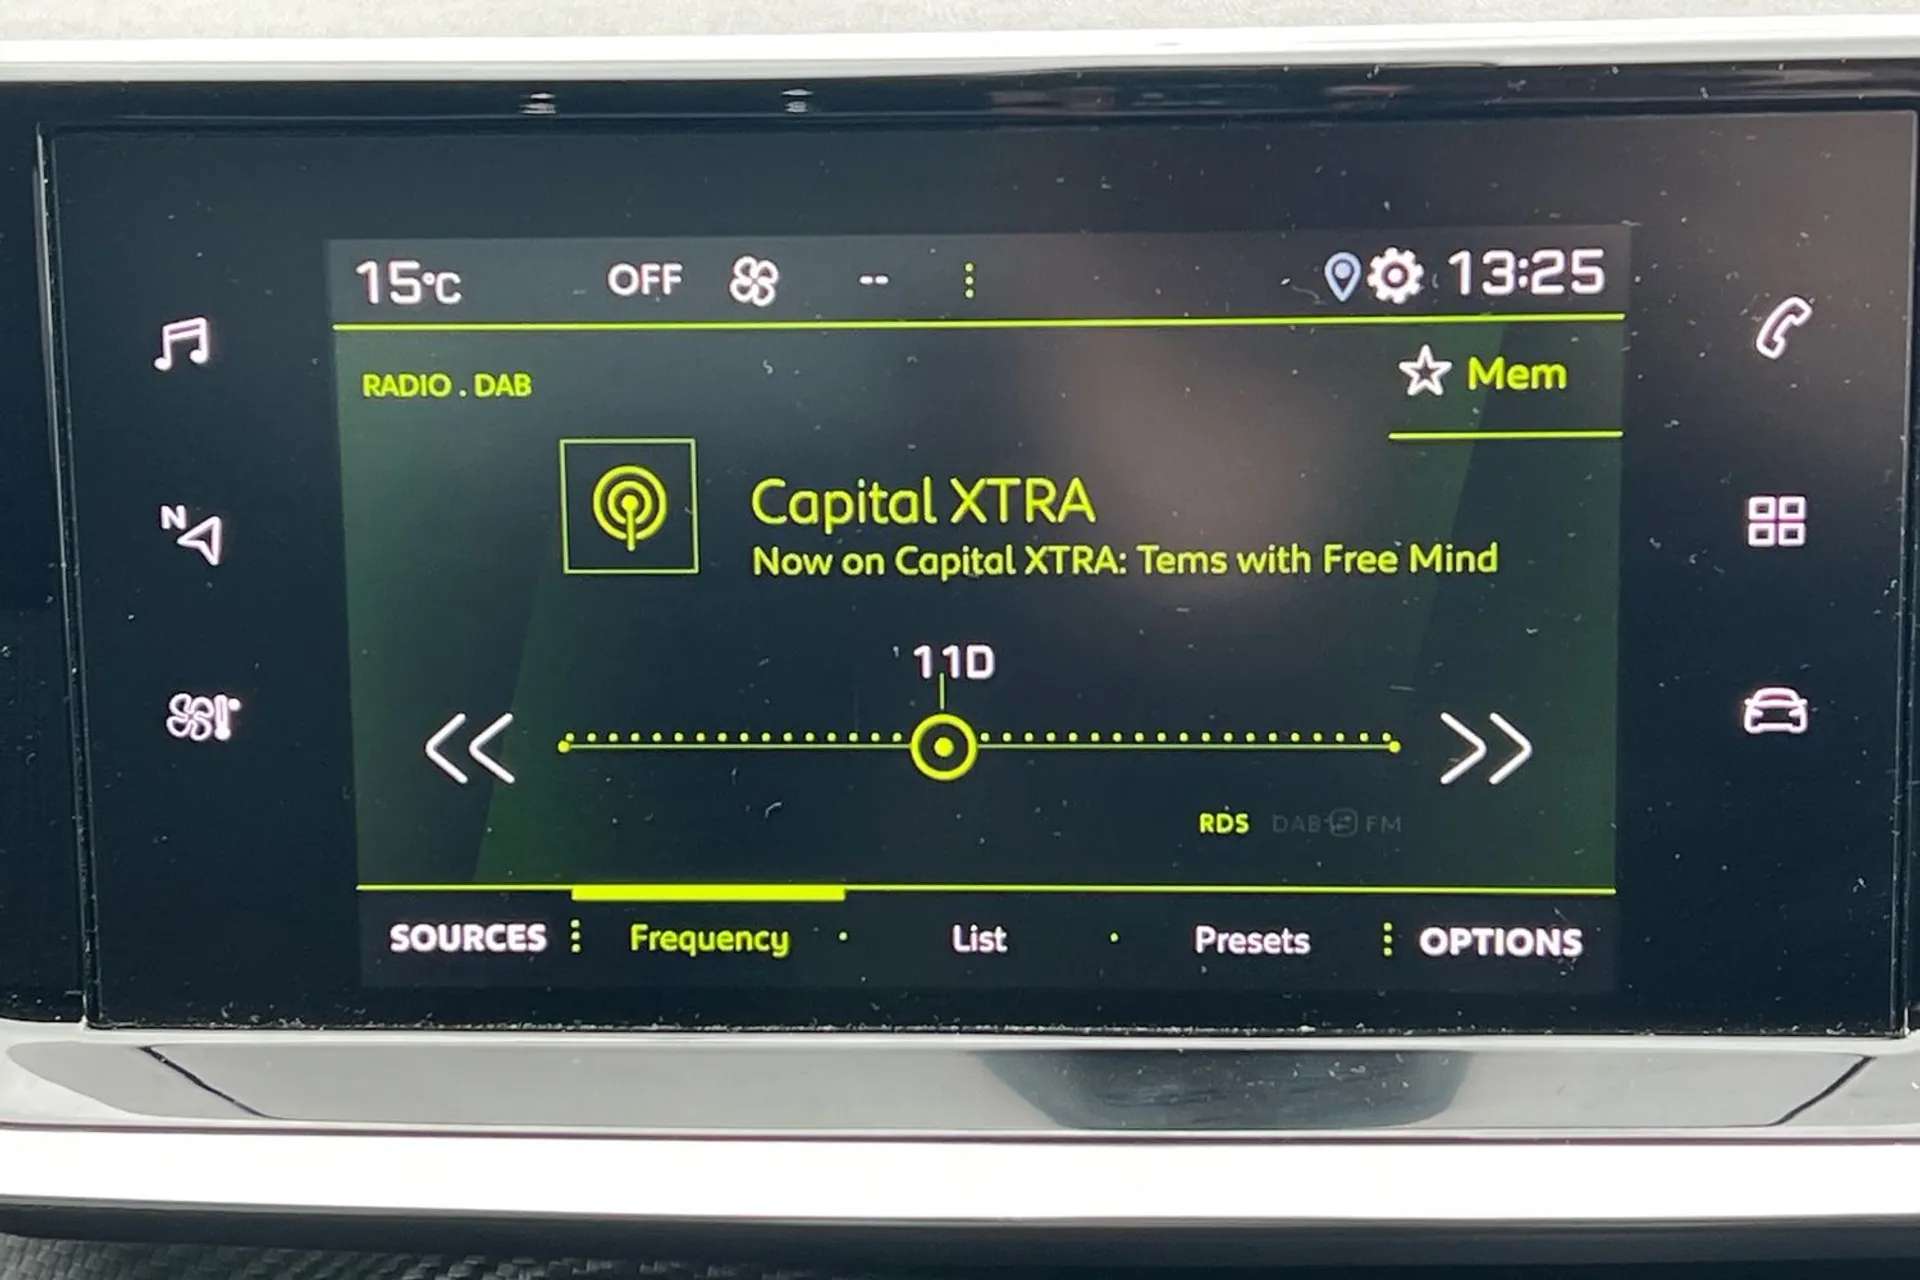 15°C OFF -- 13:25
RADIO . DAB
Mem
Capital XTRA
Now on Capital XTRA: Tems with Free Mind
N
11D
RDS DAB FM
SOURCES Frequency List Presets OPTIONS